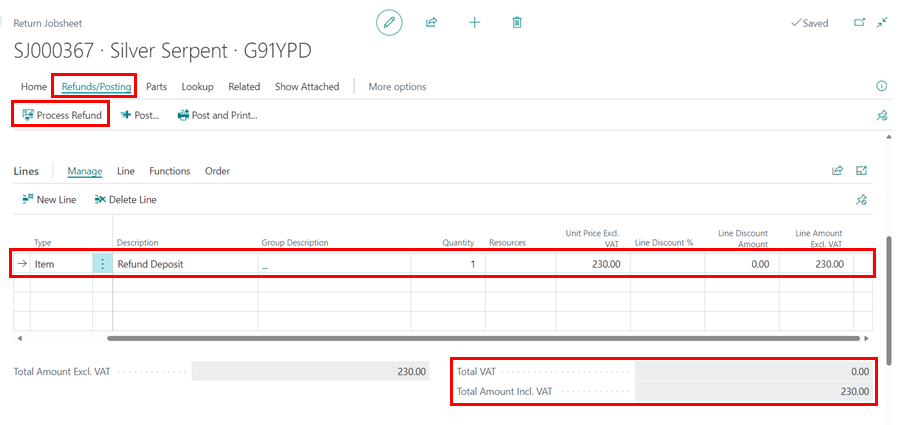 Return Jobsheet
Saved
SJ000367 · Silver Serpent · G91YPD
Home Refunds/Posting Parts Lookup Related Show Attached More options
Process Refund Post... Post and Print...
Lines Manage Line Functions Order
New Line Delete Line
Type Description Group Description Quantity Resources Unit Price Excl. VAT Line Discount % Line Discount Amount Line Amount Excl. VAT
Item Refund Deposit _ 1 230.00 0.00 230.00
Total Amount Excl. VAT 230.00 Total VAT 0.00
Total Amount Incl. VAT 230.00